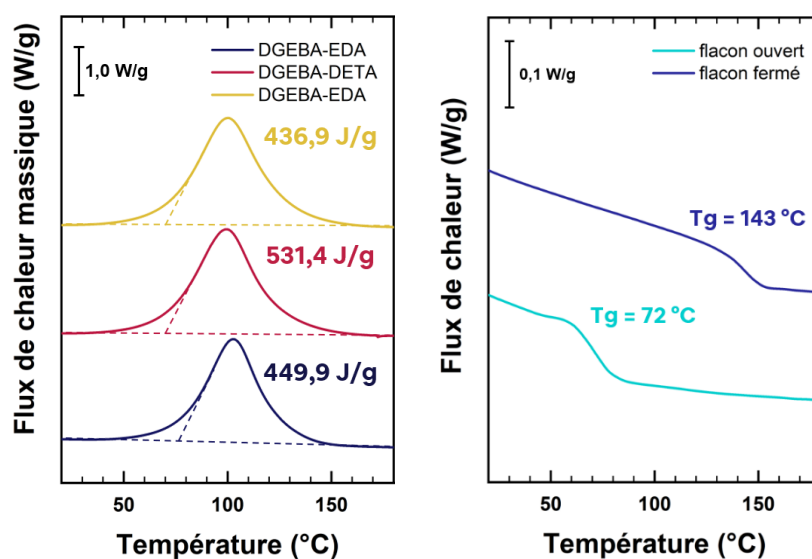 Flux de chaleur massique (W/g)
1,0 W/g
DGEBA-EDA
DGEBA-DETA
DGEBA-EDA
436,9 J/g
531,4 J/g
449,9 J/g
50
100
150
Température (°C)
Flux de chaleur (W/g)
0,1 W/g
flacon ouvert
flacon fermé
Tg = 143 °C
Tg = 72 °C
50
100
150
Température (°C)